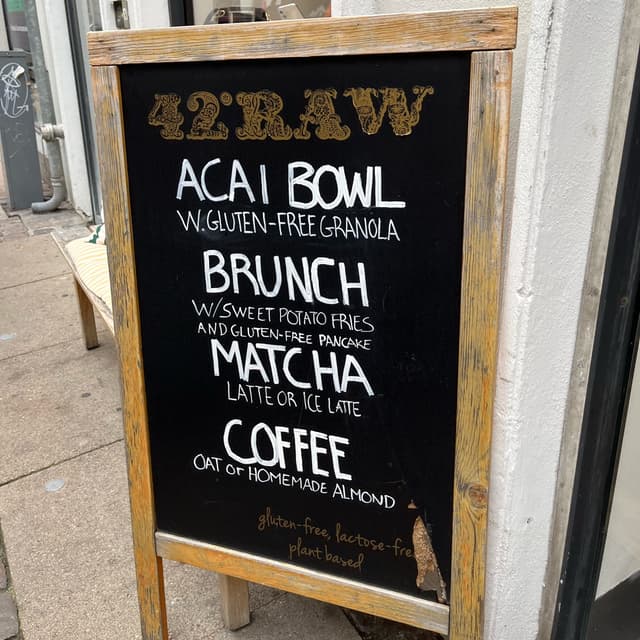 42°RAW
ACAI BOWL
W. GLUTEN-FREE GRANOLA
BRUNCH
W/SWEET POTATO FRIES
AND GLUTEN-FREE PANCAKE
MATCHA
LATTE OR ICE LATTE
COFFEE
OAT or HOMEMADE ALMOND
gluten-free, lactose-fre
plant based